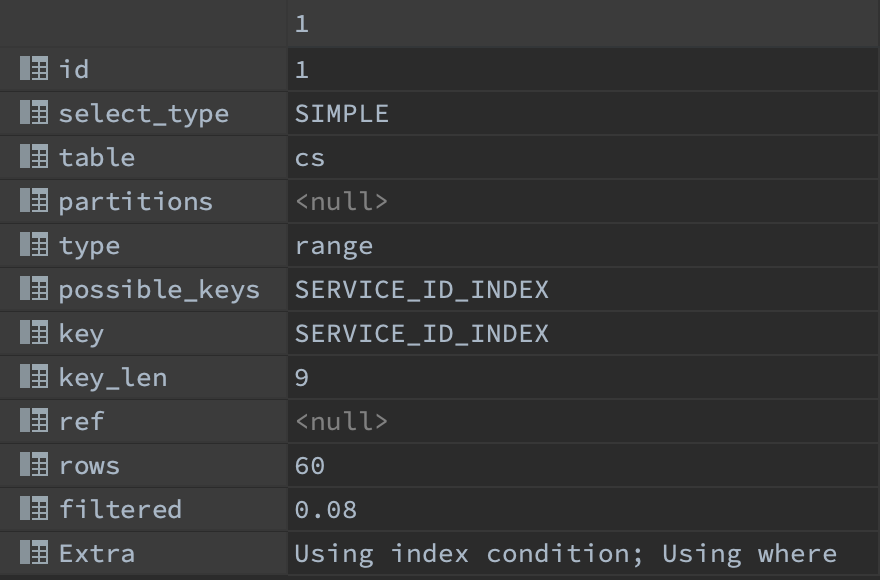 1
id 1
select_type SIMPLE
table cs
partitions <null>
type range
possible_keys SERVICE_ID_INDEX
key SERVICE_ID_INDEX
key_len 9
ref <null>
rows 60
filtered 0.08
Extra Using index condition; Using where